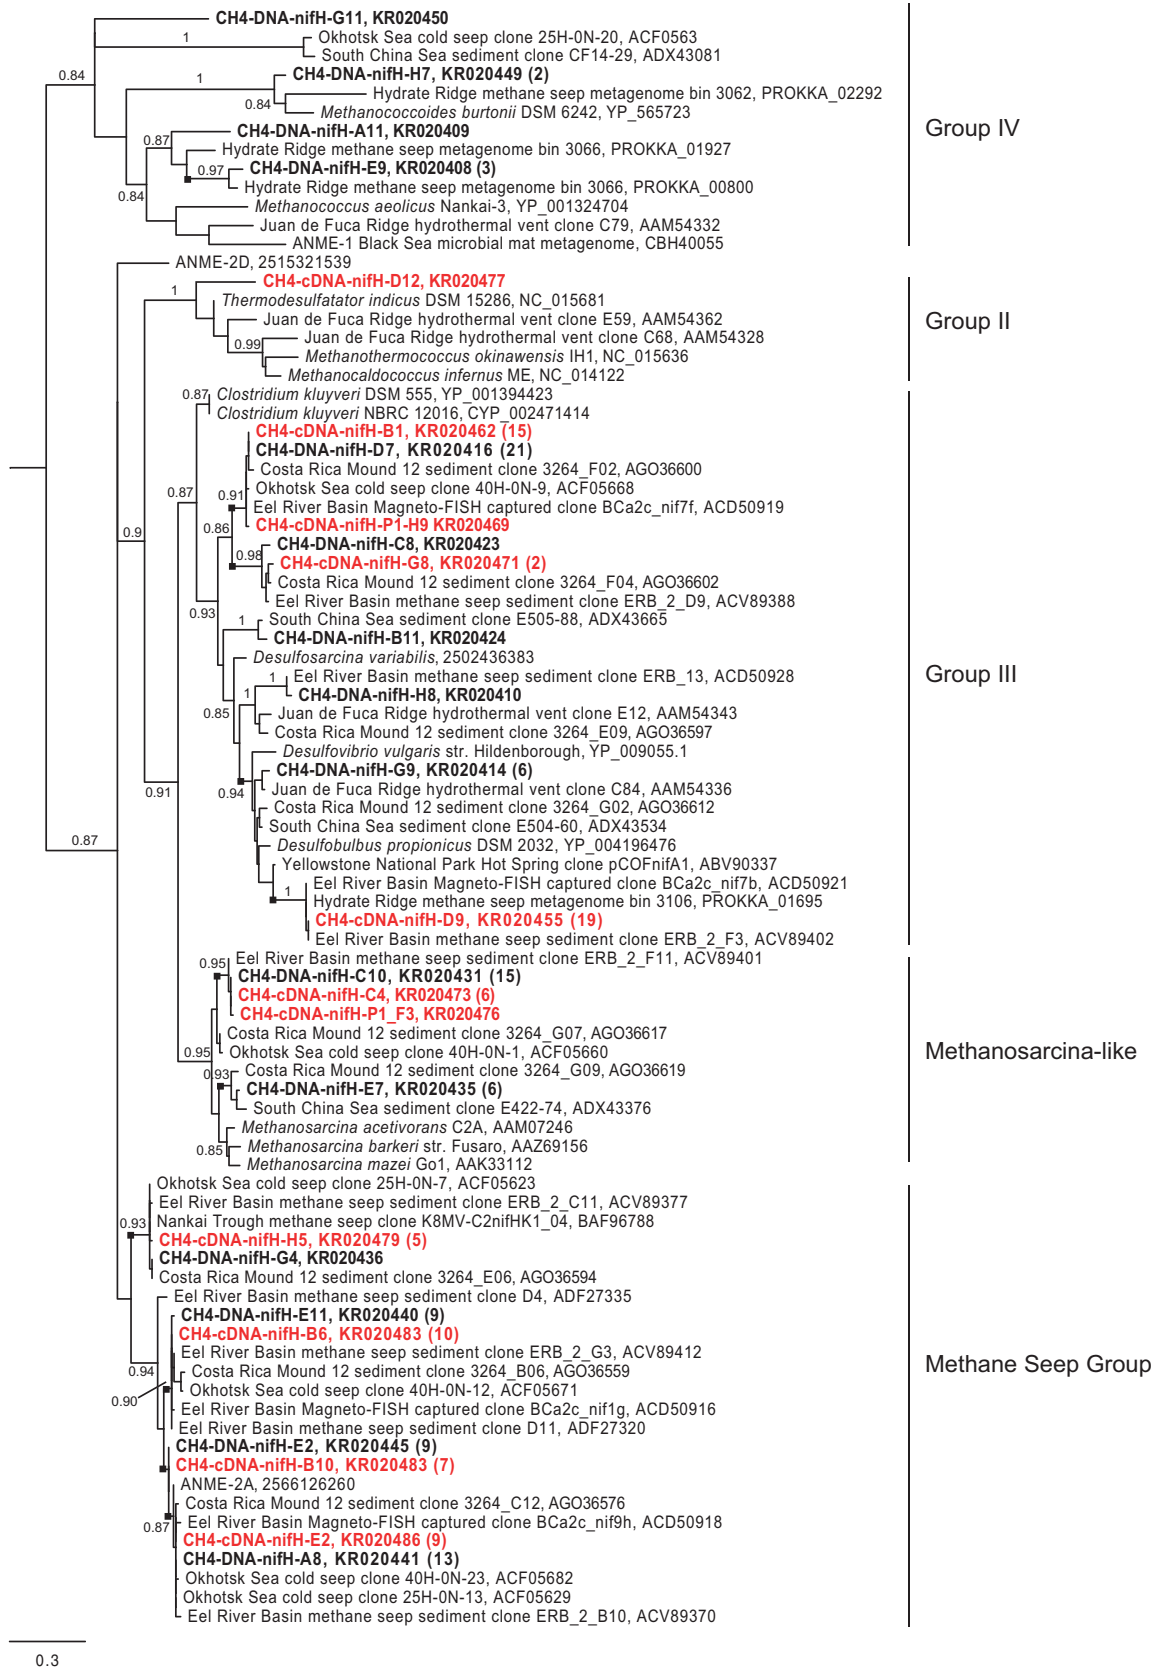 CH4-DNA-nifH-G11, KR020450
1
Okhotsk Sea cold seep clone 25H-0N-20, ACF0563
South China Sea sediment clone CF14-29, ADX43081
0.84
1
CH4-DNA-nifH-H7, KR020449 (2)
0.84
Hydrate Ridge methane seep metagenome bin 3062, PROKKA_02292
Methanococcoides burtonii DSM 6242, YP_565723
Group IV
0.87
CH4-DNA-nifH-A11, KR020409
Hydrate Ridge methane seep metagenome bin 3066, PROKKA_01927
0.97
CH4-DNA-nifH-E9, KR020408 (3)
Hydrate Ridge methane seep metagenome bin 3066, PROKKA_00800
0.84
Methanococcus aeolicus Nankai-3, YP_001324704
Juan de Fuca Ridge hydrothermal vent clone C79, AAM54332
ANME-1 Black Sea microbial mat metagenome, CBH40055
ANME-2D, 2515321539
1
CH4-cDNA-nifH-D12, KR020477
Thermodesulfatator indicus DSM 15286, NC_015681
Juan de Fuca Ridge hydrothermal vent clone E59, AAM54362
Group II
Juan de Fuca Ridge hydrothermal vent clone C68, AAM54328
0.99
Methanothermococcus okinawensis IH1, NC_015636
Methanocaldococcus infernus ME, NC_014122
0.87
Clostridium kluyveri DSM 555, YP_001394423
Clostridium kluyveri NBRC 12016, CYP_002471414
CH4-cDNA-nifH-B1, KR020462 (15)
CH4-DNA-nifH-D7, KR020416 (21)
Costa Rica Mound 12 sediment clone 3264_F02, AGO36600
0.87
0.91
Okhotsk Sea cold seep clone 40H-0N-9, ACF05668
Eel River Basin Magneto-FISH captured clone BCa2c_nif7f, ACD50919
0.9
0.86
CH4-cDNA-nifH-P1-H9 KR020469
CH4-DNA-nifH-C8, KR020423
0.98
CH4-cDNA-nifH-G8, KR020471 (2)
Costa Rica Mound 12 sediment clone 3264_F04, AGO36602
Eel River Basin methane seep sediment clone ERB_2_D9, ACV89388
0.93
1
South China Sea sediment clone E505-88, ADX43665
CH4-DNA-nifH-B11, KR020424
Desulfosarcina variabilis, 2502436383
1
Eel River Basin methane seep sediment clone ERB_13, ACD50928
Group III
1
CH4-DNA-nifH-H8, KR020410
0.85
Juan de Fuca Ridge hydrothermal vent clone E12, AAM54343
Costa Rica Mound 12 sediment clone 3264_E09, AGO36597
Desulfovibrio vulgaris str. Hildenborough, YP_009055.1
CH4-DNA-nifH-G9, KR020414 (6)
0.91
0.94
Juan de Fuca Ridge hydrothermal vent clone C84, AAM54336
Costa Rica Mound 12 sediment clone 3264_G02, AGO36612
South China Sea sediment clone E504-60, ADX43534
0.87
Desulfobulbus propionicus DSM 2032, YP_004196476
Yellowstone National Park Hot Spring clone pCOFnifA1, ABV90337
1
Eel River Basin Magneto-FISH captured clone BCa2c_nif7b, ACD50921
Hydrate Ridge methane seep metagenome bin 3106, PROKKA_01695
CH4-cDNA-nifH-D9, KR020455 (19)
Eel River Basin methane seep sediment clone ERB_2_F3, ACV89402
0.95
Eel River Basin methane seep sediment clone ERB_2_F11, ACV89401
CH4-DNA-nifH-C10, KR020431 (15)
CH4-cDNA-nifH-C4, KR020473 (6)
CH4-cDNA-nifH-P1_F3, KR020476
Costa Rica Mound 12 sediment clone 3264_G07, AGO36617
0.95
Okhotsk Sea cold seep clone 40H-0N-1, ACF05660
Methanosarcina-like
0.93
Costa Rica Mound 12 sediment clone 3264_G09, AGO36619
CH4-DNA-nifH-E7, KR020435 (6)
South China Sea sediment clone E422-74, ADX43376
Methanosarcina acetivorans C2A, AAM07246
0.85
Methanosarcina barkeri str. Fusaro, AAZ69156
Methanosarcina mazei Go1, AAK33112
Okhotsk Sea cold seep clone 25H-0N-7, ACF05623
Eel River Basin methane seep sediment clone ERB_2_C11, ACV89377
0.93
Nankai Trough methane seep clone K8MV-C2nifHK1_04, BAF96788
CH4-cDNA-nifH-H5, KR020479 (5)
CH4-DNA-nifH-G4, KR020436
Costa Rica Mound 12 sediment clone 3264_E06, AGO36594
Eel River Basin methane seep sediment clone D4, ADF27335
CH4-DNA-nifH-E11, KR020440 (9)
CH4-cDNA-nifH-B6, KR020483 (10)
Eel River Basin methane seep sediment clone ERB_2_G3, ACV89412
Methane Seep Group
0.94
Costa Rica Mound 12 sediment clone 3264_B06, AGO36559
0.90
Okhotsk Sea cold seep clone 40H-0N-12, ACF05671
Eel River Basin Magneto-FISH captured clone BCa2c_nif1g, ACD50916
Eel River Basin methane seep sediment clone D11, ADF27320
CH4-DNA-nifH-E2, KR020445 (9)
CH4-cDNA-nifH-B10, KR020483 (7)
ANME-2A, 2566126260
Costa Rica Mound 12 sediment clone 3264_C12, AGO36576
0.87
Eel River Basin Magneto-FISH captured clone BCa2c_nif9h, ACD50918
CH4-cDNA-nifH-E2, KR020486 (9)
CH4-DNA-nifH-A8, KR020441 (13)
Okhotsk Sea cold seep clone 40H-0N-23, ACF05682
Okhotsk Sea cold seep clone 25H-0N-13, ACF05629
Eel River Basin methane seep sediment clone ERB_2_B10, ACV89370
0.3